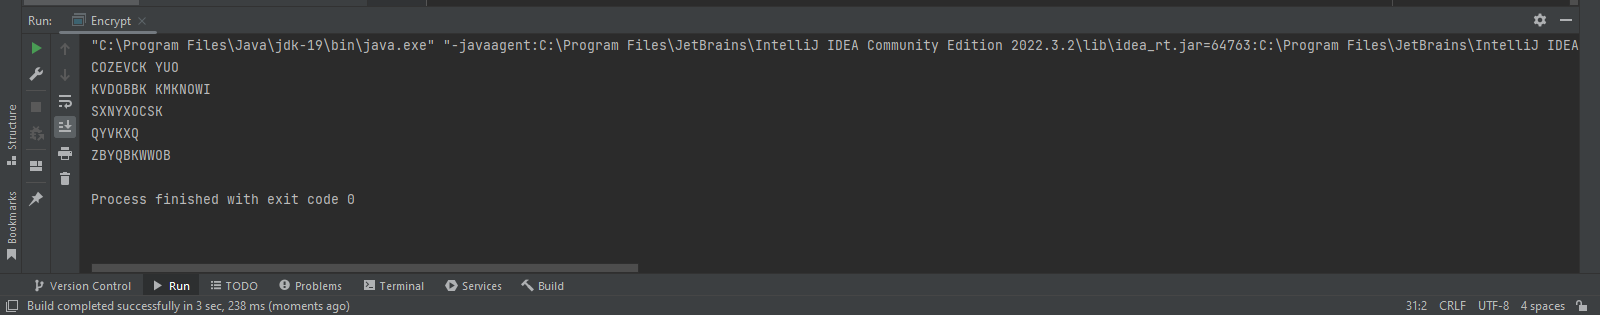 Run: Encrypt
"C:\Program Files\Java\jdk-19\bin\java.exe" "-javaagent:C:\Program Files\JetBrains\IntelliJ IDEA Community Edition 2022.3.2\lib\idea_rt.jar=64763:C:\Program Files\JetBrains\IntelliJ IDEA
COZEVCK YUO
KVDOBBK KMKNOWI
SXNYXOCSK
QYVKXQ
ZBYQBKWWOB
Process finished with exit code 0
Structure
Bookmarks
Version Control Run TODO Problems Terminal Services Build
Build completed successfully in 3 sec, 238 ms (moments ago) 31:2 CRLF UTF-8 4 spaces